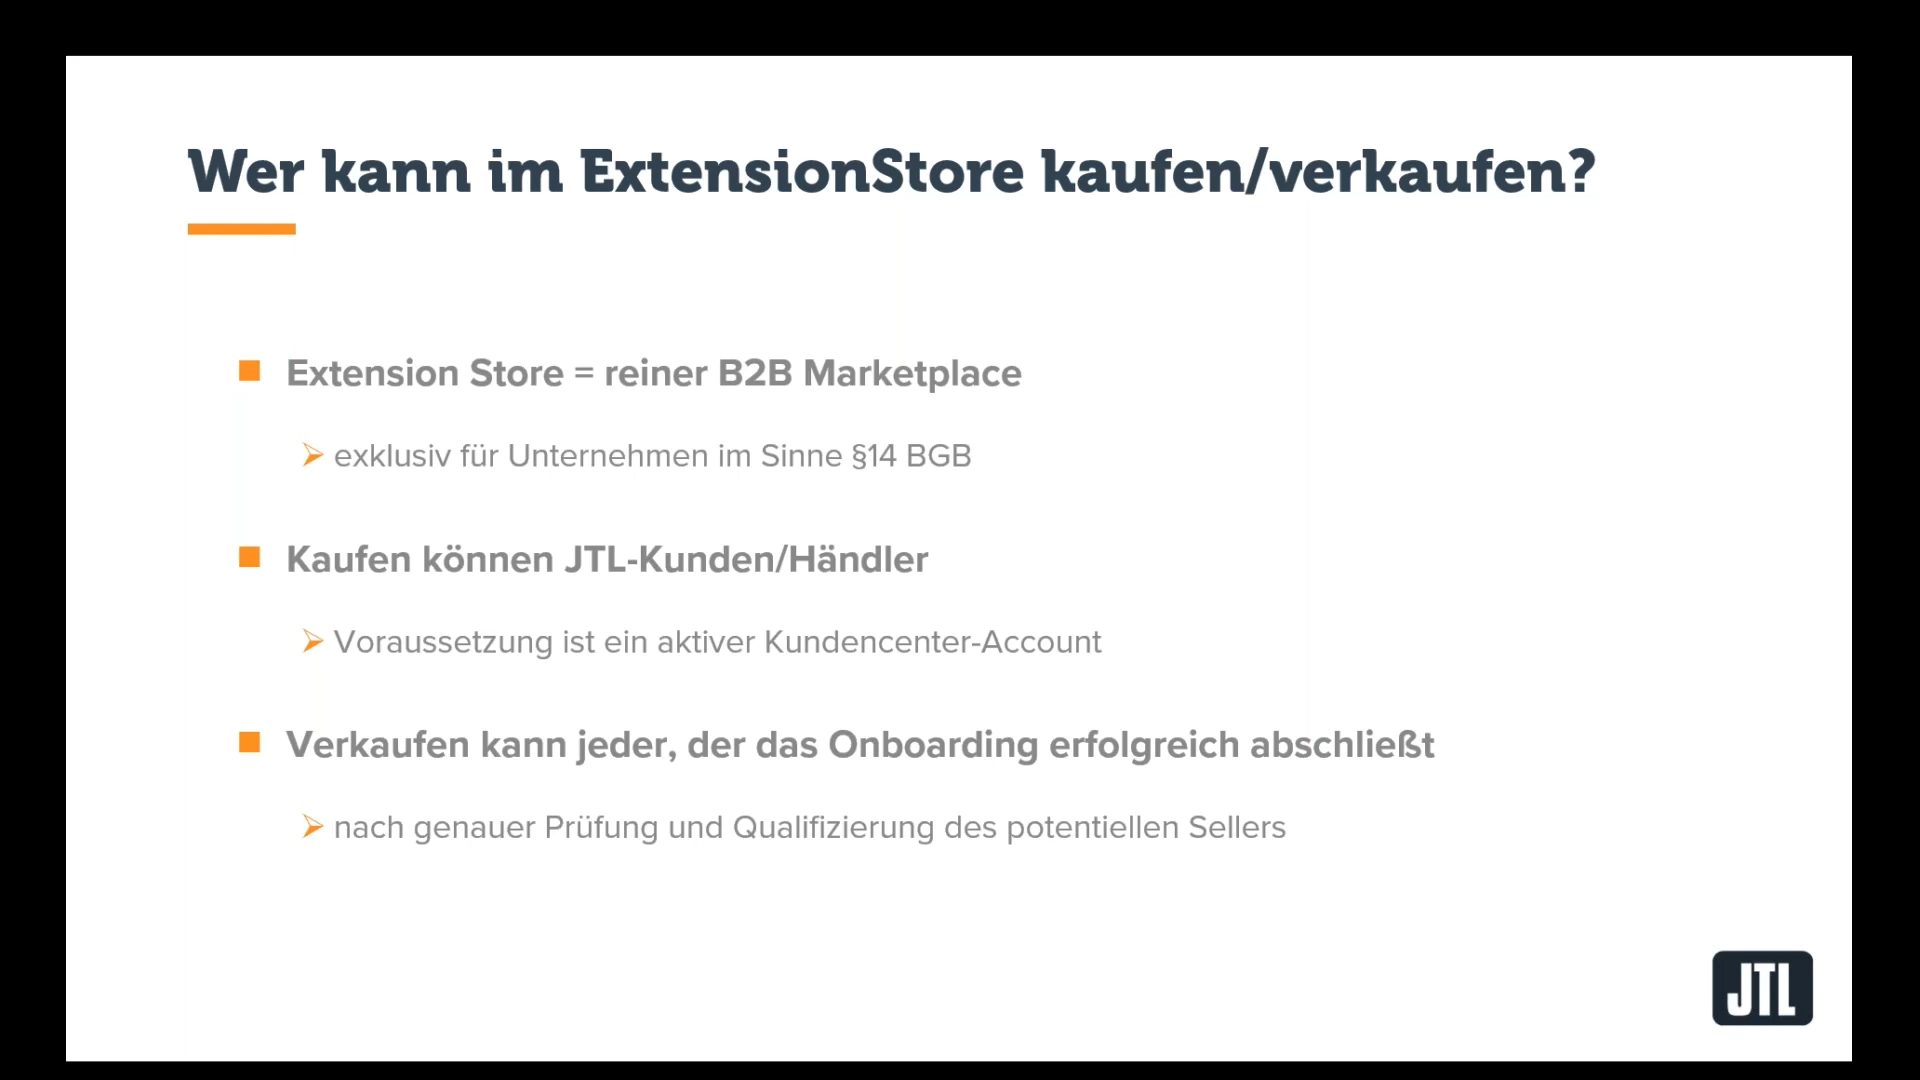 Wer kann im ExtensionStore kaufen/verkaufen?
Extension Store = reiner B2B Marketplace
exklusiv für Unternehmen im Sinne §14 BGB
Kaufen können JTL-Kunden/Händler
Voraussetzung ist ein aktiver Kundencenter-Account
Verkaufen kann jeder, der das Onboarding erfolgreich abschließt
nach genauer Prüfung und Qualifizierung des potentiellen Sellers
JTL